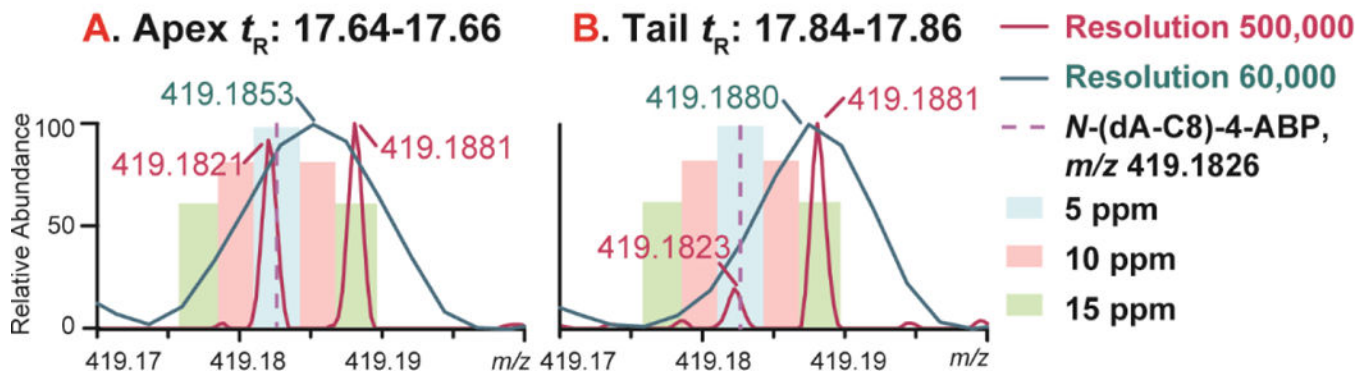 A. Apex tR: 17.64-17.66
B. Tail tR: 17.84-17.86
Relative Abundance
100
50
0
419.1853
419.1821
419.1881
419.17
419.18
419.19
m/z
419.1880
419.1881
419.1823
419.17
419.18
419.19
m/z
Resolution 500,000
Resolution 60,000
N-(dA-C8)-4-ABP,
m/z 419.1826
5 ppm
10 ppm
15 ppm